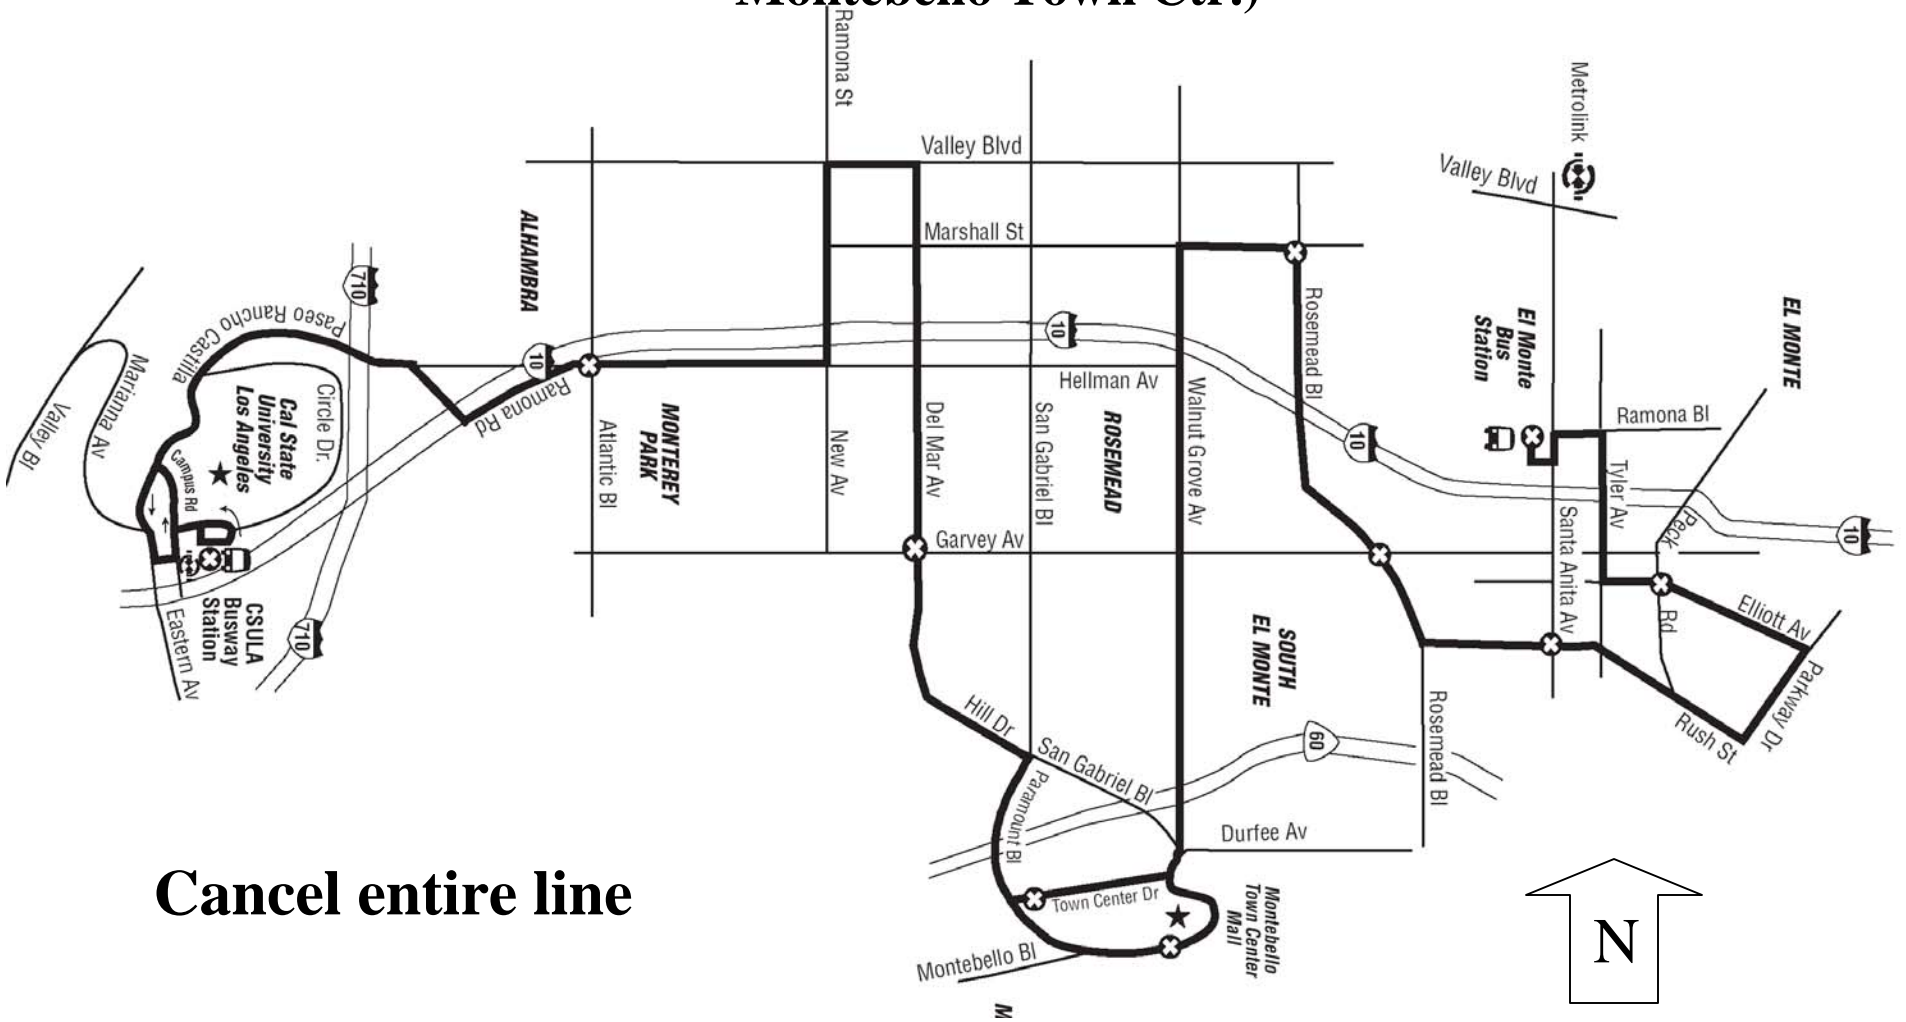 Montebello Town Ctr.)
Ramona St
Metrolink
Valley Blvd
Valley Blvd
ALHAMBRA
Marshall St
710
Rosemead Bl
EL MONTE
El Monte
Bus
Station
Paseo Rancho Castilla
10
10
Hellman Av
Marianna Av
Valley Bl
Circle Dr.
Cal State
University
Los Angeles
Campus Rd
Ramona Rd
Atlantic Bl
MONTEREY
PARK
New Av
Del Mar Av
San Gabriel Bl
ROSEMEAD
Walnut Grove Av
10
Ramona Bl
Tyler Av
Santa Anita Av
Peck
Rd
10
Garvey Av
Elliott Av
Parkway Dr
Rush St
CSULA
Busway
Station
Eastern Av
710
SOUTH
EL MONTE
Hill Dr
San Gabriel Bl
Paramount Bl
60
Rosemead Bl
Durfee Av
Town Center Dr
Montebello
Town Center
Mall
Montebello Bl
Cancel entire line
N
M